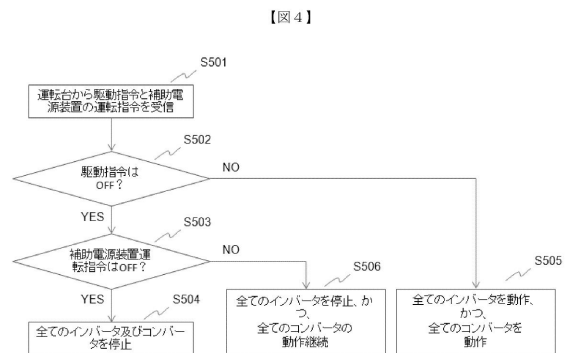 【図４】
S501
運転台から駆動指令と補助電
源装置の運転指令を受信
S502
駆動指令は
OFF？
NO
YES
S503
補助電源装置運
転指令はOFF？
NO
YES
S504
全てのインバータ及びコンバー
タを停止
S506
全てのインバータを停止、か
つ、
全てのコンバータの
動作継続
S505
全てのインバータを動作、
かつ、
全てのコンバータを
動作